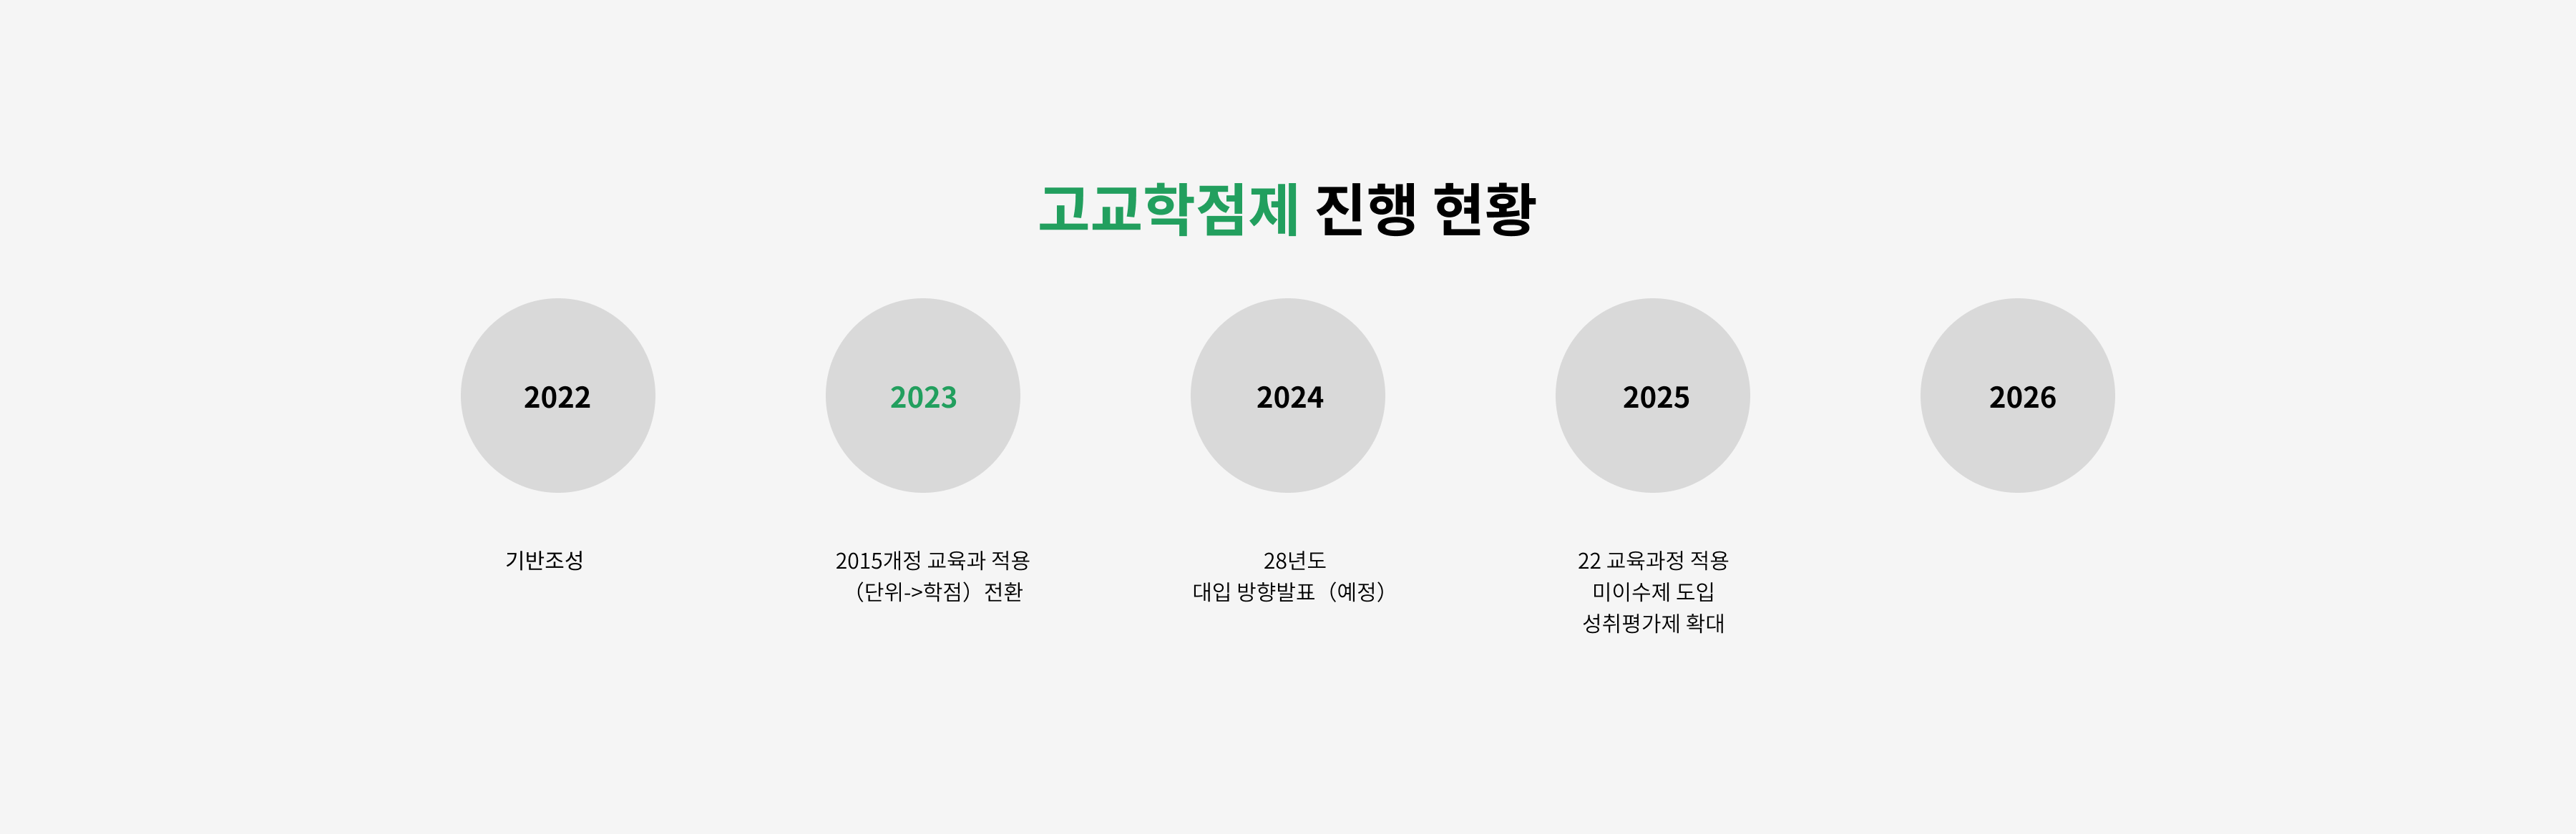 고교학점제 진행 현황
2022
2023
2024
2025
2026
기반조성
2015개정 교육과 적용
(단위->학점) 전환
28년도
대입 방향발표 (예정)
22 교육과정 적용
미이수제 도입
성취평가제 확대